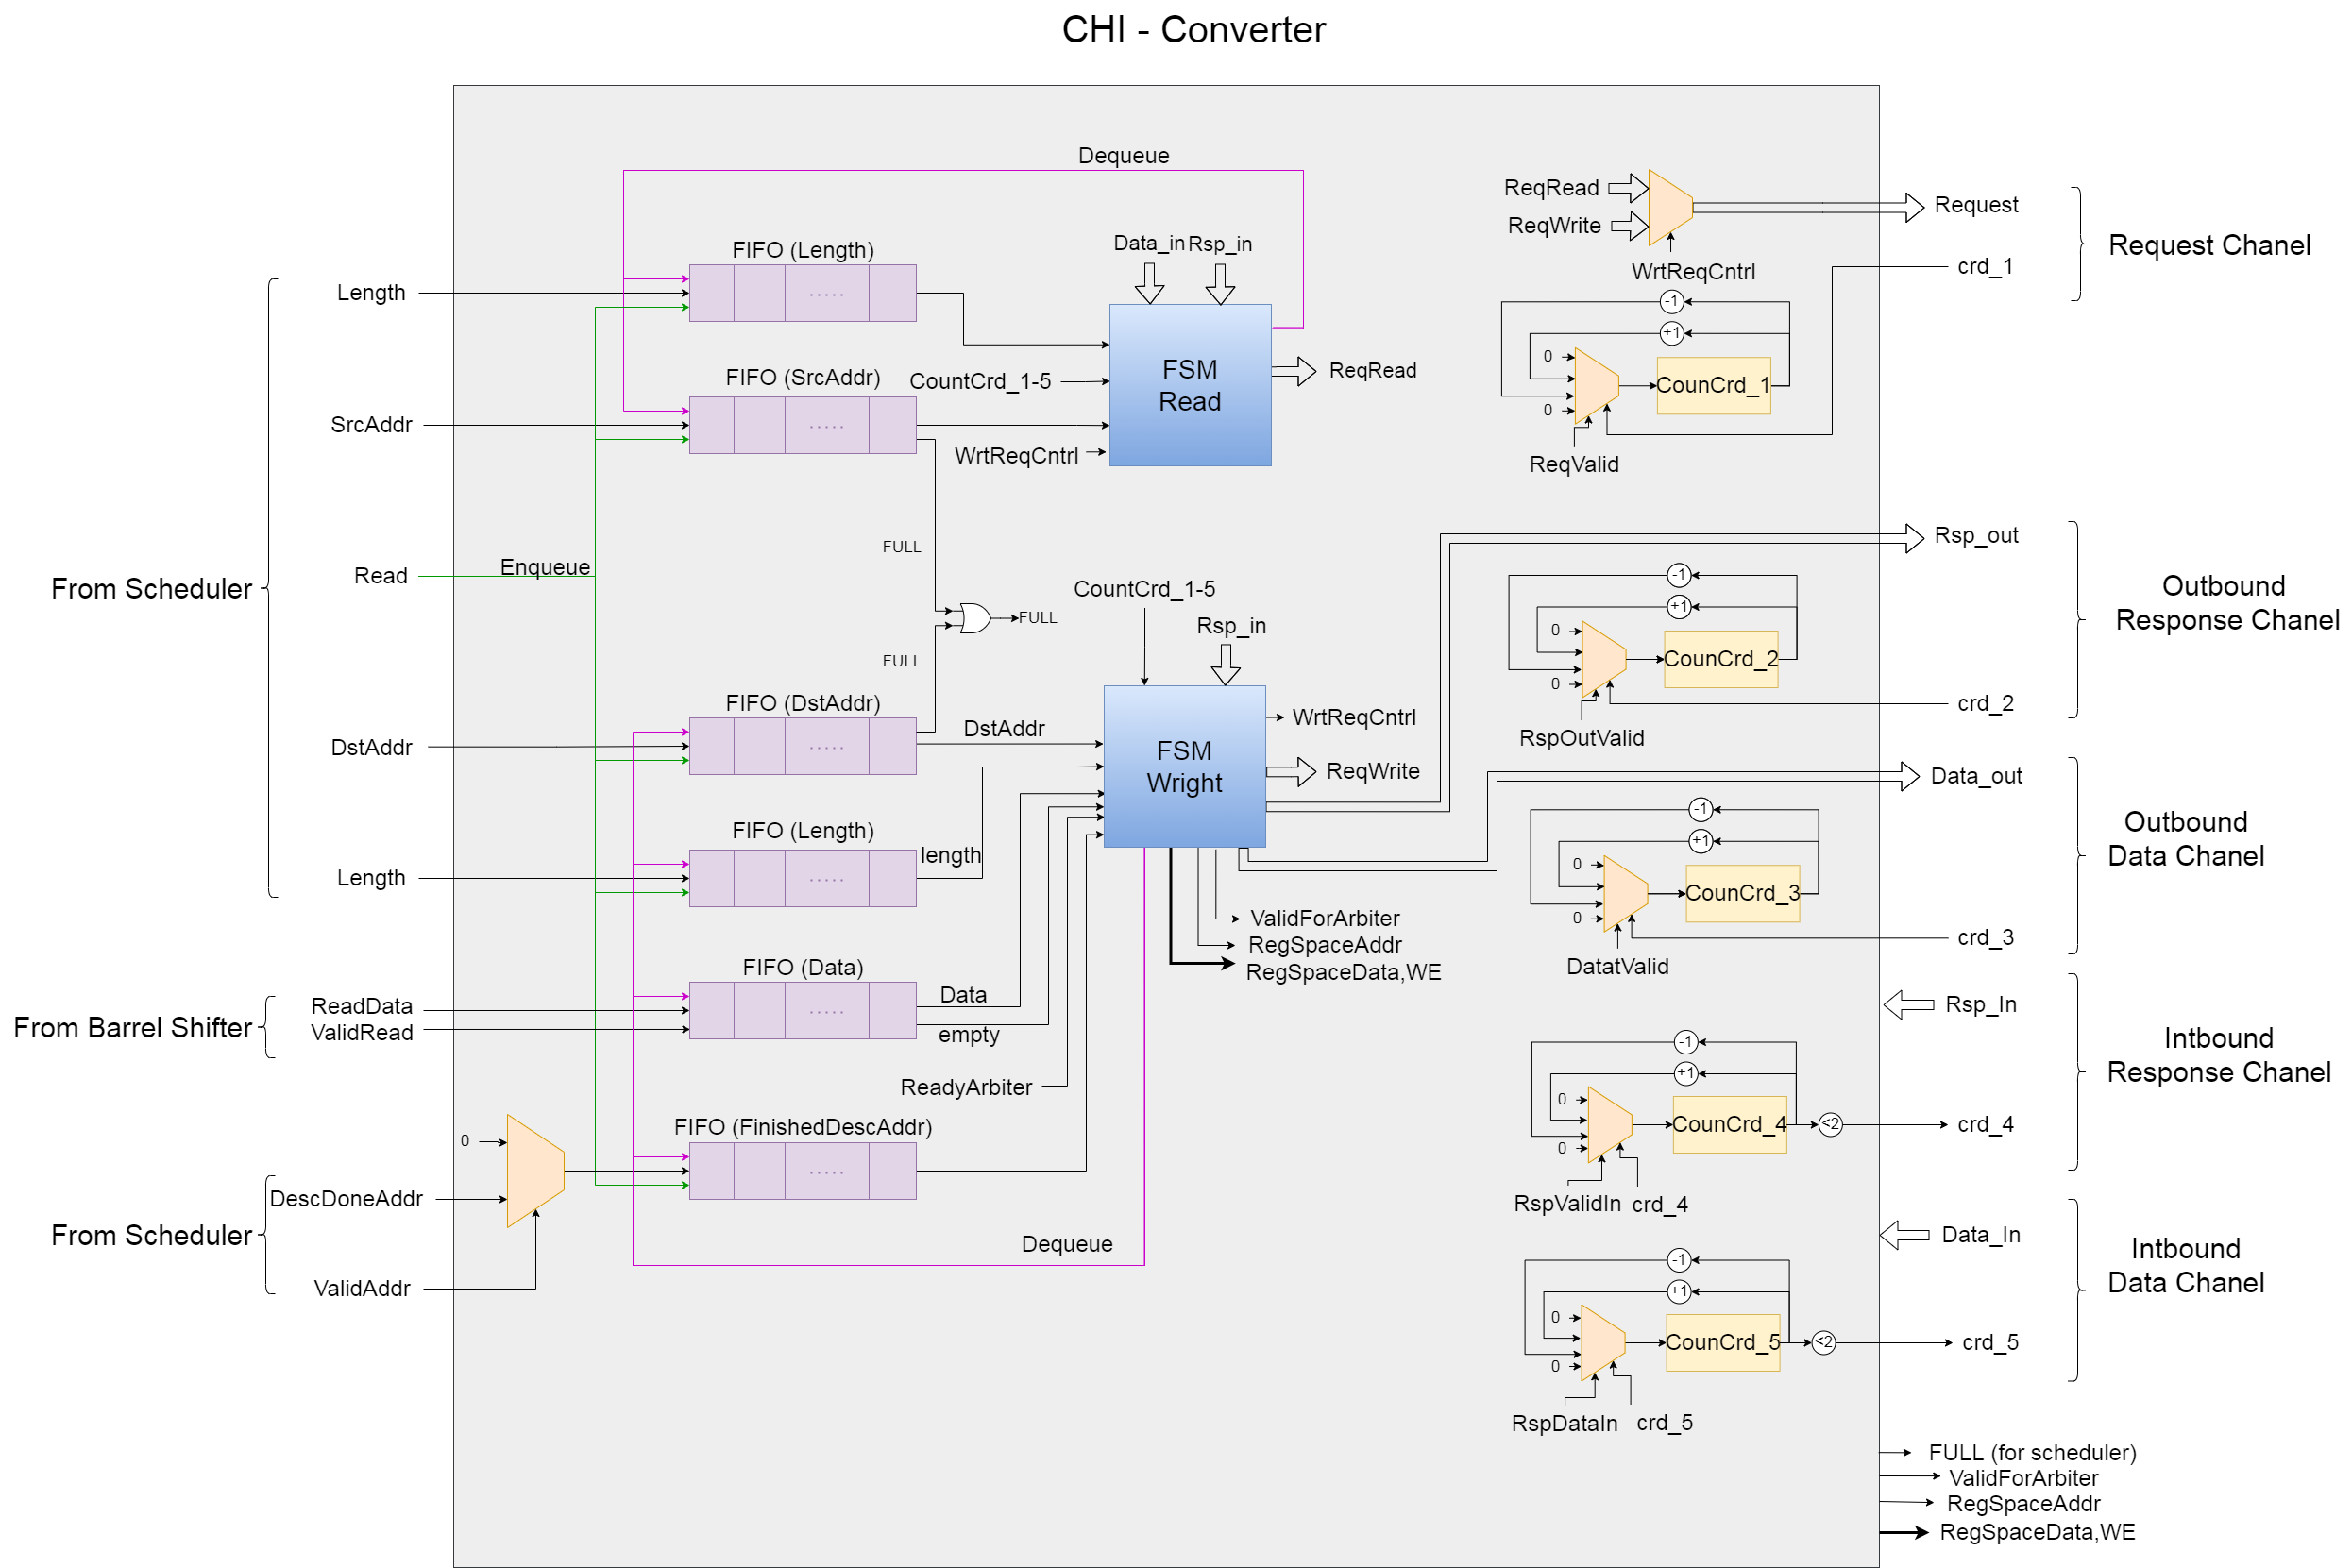 CHI - Converter
Dequeue
ReqRead
ReqWrite
WrtReqCntrl
Request
crd_1
Request Chanel
FIFO (Length)
.....
Length
Data_in
Rsp_in
FSM
Read
CountCrd_1-5
WrtReqCntrl
ReqRead
-1
+1
0
0
CounCrd_1
ReqValid
FIFO (SrcAddr)
.....
SrcAddr
FULL
Enqueue
Read
From Scheduler
FULL
FULL
CountCrd_1-5
Rsp_in
Rsp_out
Outbound
Response Chanel
-1
+1
0
0
CounCrd_2
crd_2
RspOutValid
FIFO (DstAddr)
.....
DstAddr
DstAddr
FSM
Wright
WrtReqCntrl
ReqWrite
Data_out
Outbound
Data Chanel
-1
+1
0
0
CounCrd_3
crd_3
DatatValid
FIFO (Length)
.....
Length
length
ValidForArbiter
RegSpaceAddr
RegSpaceData,WE
From Barrel Shifter
ReadData
ValidRead
FIFO (Data)
.....
Data
empty
ReadyArbiter
Rsp_In
Intbound
Response Chanel
-1
+1
0
0
CounCrd_4
<2
crd_4
RspValidIn
crd_4
FIFO (FinishedDescAddr)
.....
0
DescDoneAddr
From Scheduler
ValidAddr
Dequeue
Data_In
Intbound
Data Chanel
-1
+1
0
0
CounCrd_5
<2
crd_5
RspDataIn
crd_5
FULL (for scheduler)
ValidForArbiter
RegSpaceAddr
RegSpaceData,WE